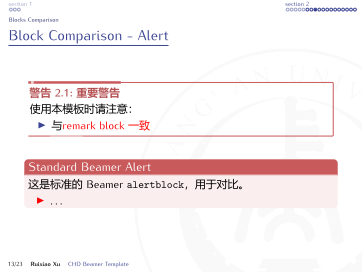 section 1
section 2
Blocks Comparison
Block Comparison - Alert
警告 2.1: 重要警告
使用本模板时请注意：
与remark block 一致
Standard Beamer Alert
这是标准的 Beamer alertblock，用于对比。
...
13/23 Ruixiao Xu CHD Beamer Template